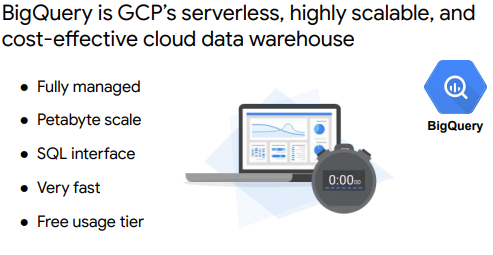 BigQuery is GCP’s serverless, highly scalable, and
cost-effective cloud data warehouse
● Fully managed
● Petabyte scale
● SQL interface
● Very fast
● Free usage tier
BigQuery
0:0000